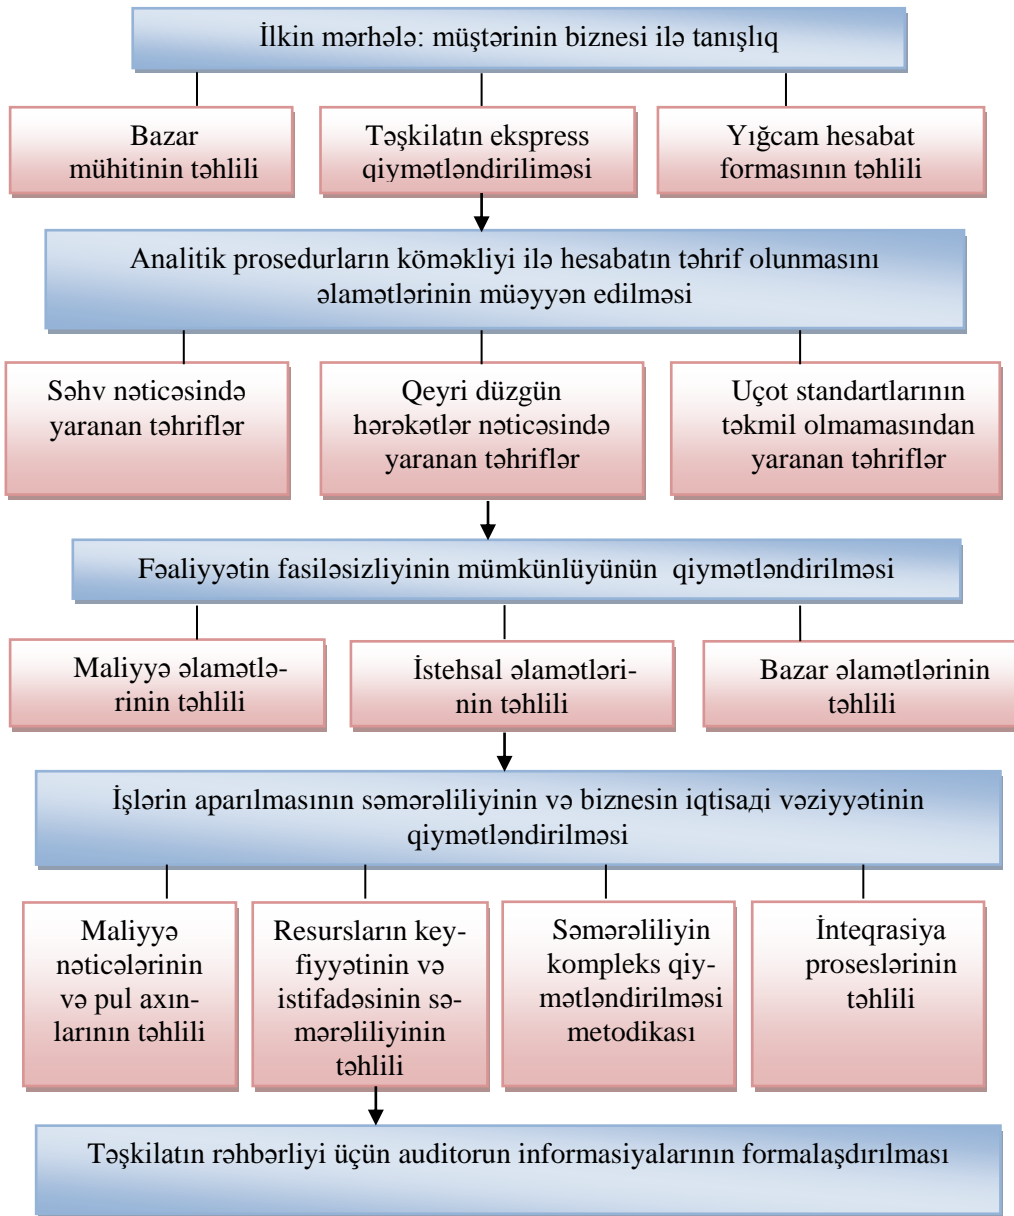 İlkin mərhələ: müştərinin biznesi ilə tanışlıq
Bazar
mühitinin təhlili
Təşkilatın ekspress
qiymətləndiriliməsi
Yığcam hesabat
formasının təhlili
Analitik prosedurların köməkliyi ilə hesabatın təhrif olunmasını
əlamətlərinin müəyyən edilməsi
Səhv nəticəsində
yaranan təhriflər
Qeyri düzgün
hərəkətlər nəticəsində
yaranan təhriflər
Uçot standartlarının
təkmil olmamasından
yaranan təhriflər
Fəaliyyətin fasiləsizliyinin mümkünlüyünün qiymətləndirilməsi
Maliyyə əlamətlə-
rinin təhlili
İstehsal əlamətləri-
nin təhlili
Bazar əlamətlərinin
təhlili
İşlərin aparılmasının səmərəliliyinin və biznesin iqtisaдi vəziyyətinin
qiymətləndirilməsi
Maliyyə
nəticələrinin
və pul axın-
larının təhlili
Resursların key-
fiyyətinin və
istifadəsinin sə-
mərəliliyinin
təhlili
Səmərəliliyin
kompleks qiy-
mətləndirilməsi
metodikası
İnteqrasiya
proseslərinin
təhlili
Təşkilatın rəhbərliyi üçün auditorun informasiyalarının formalaşdırılması